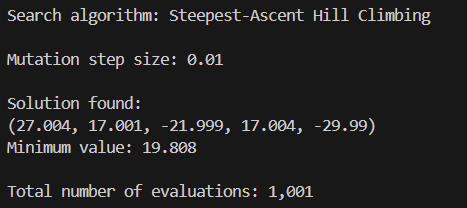 Search algorithm: Steepest-Ascent Hill Climbing
Mutation step size: 0.01
Solution found:
(27.004, 17.001, -21.999, 17.004, -29.99)
Minimum value: 19.808
Total number of evaluations: 1,001